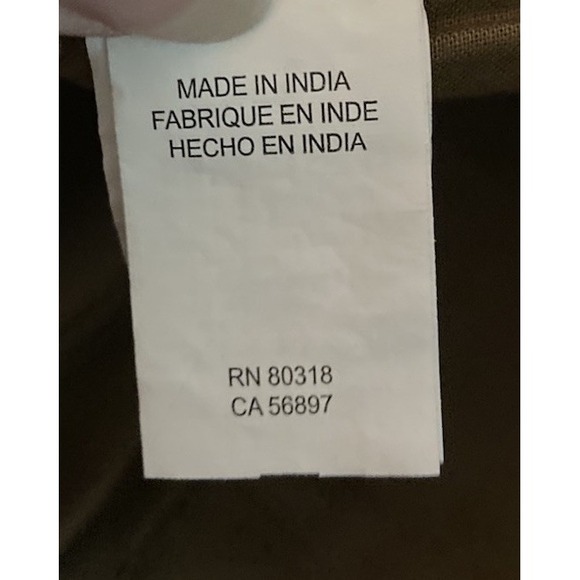 MADE IN INDIA
FABRIQUE EN INDE
HECHO EN INDIA
RN 80318
CA 56897